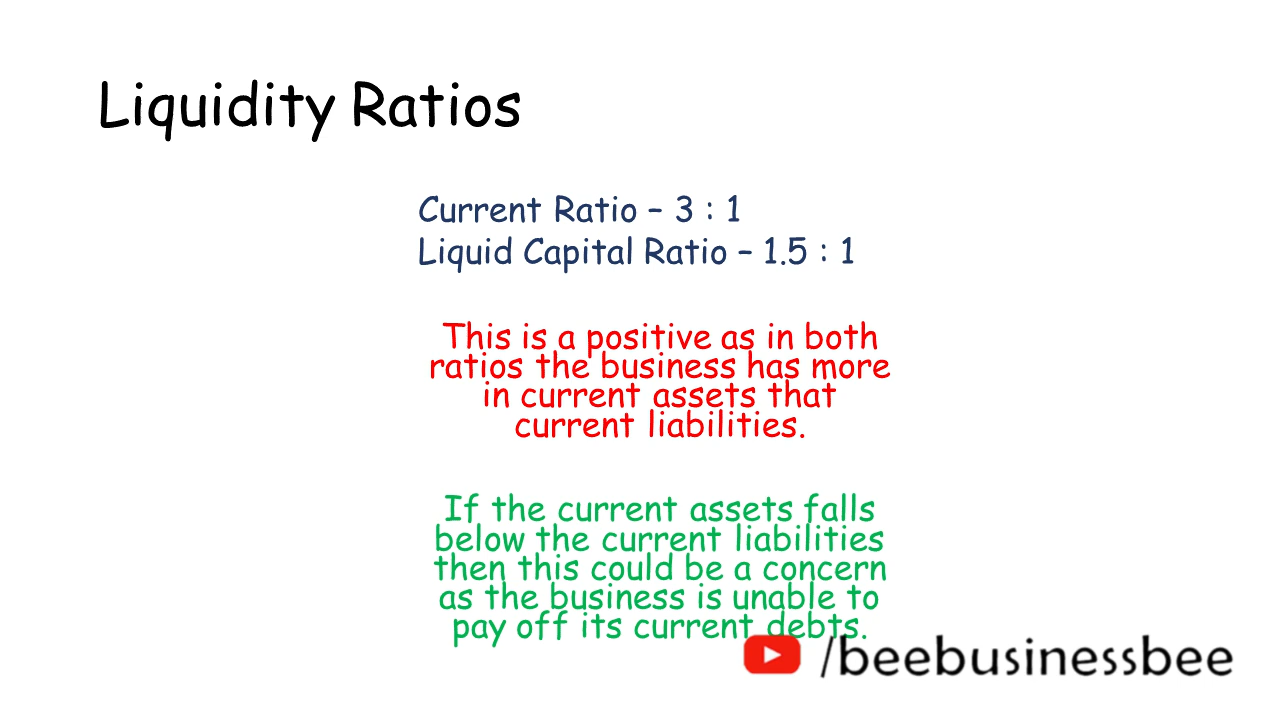 Liquidity Ratios
Current Ratio – 3 : 1
Liquid Capital Ratio – 1.5 : 1
This is a positive as in both
ratios the business has more
in current assets that
current liabilities.
If the current assets falls
below the current liabilities
then this could be a concern
as the business is unable to
pay off its current debts.
/beebusinessbee